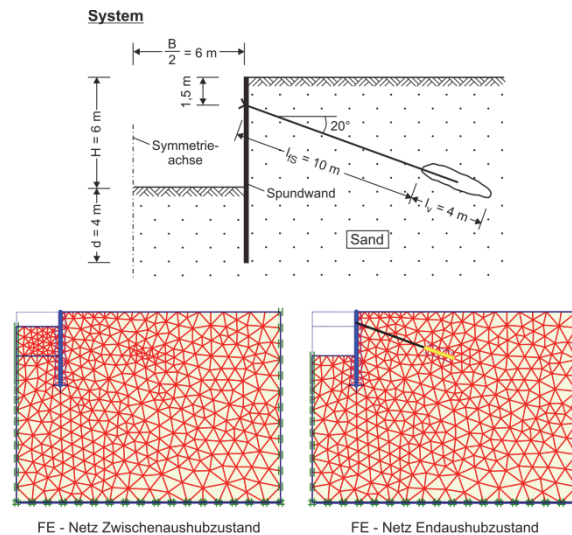 System
B/2 = 6 m
1,5 m
20°
H = 6 m
Symmetrie-
achse
l_fS = 10 m
Spundwand
l_v = 4 m
d = 4 m
Sand
FE - Netz Zwischenaushubzustand
FE - Netz Endaushubzustand